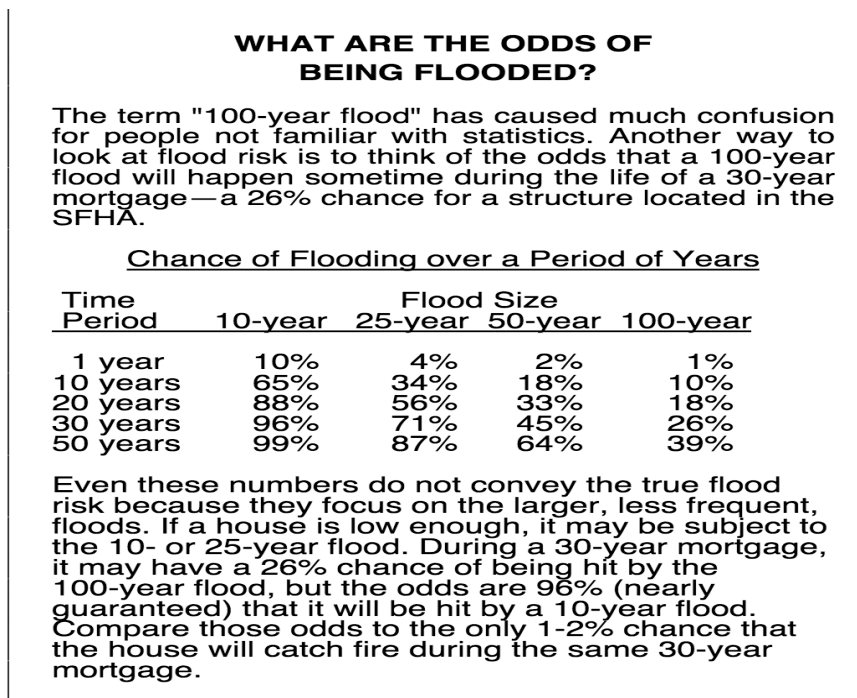 WHAT ARE THE ODDS OF
BEING FLOODED?
The term "100-year flood" has caused much confusion
for people not familiar with statistics. Another way to
look at flood risk is to think of the odds that a 100-year
flood will happen sometime during the life of a 30-year
mortgage—a 26% chance for a structure located in the
SFHA.
Chance of Flooding over a Period of Years
Time Flood Size
Period 10-year 25-year 50-year 100-year
1 year 10% 4% 2% 1%
10 years 65% 34% 18% 10%
20 years 88% 56% 33% 18%
30 years 96% 71% 45% 26%
50 years 99% 87% 64% 39%
Even these numbers do not convey the true flood
risk because they focus on the larger, less frequent,
floods. If a house is low enough, it may be subject to
the 10- or 25-year flood. During a 30-year mortgage,
it may have a 26% chance of being hit by the
100-year flood, but the odds are 96% (nearly
guaranteed) that it will be hit by a 10-year flood.
Compare those odds to the only 1-2% chance that
the house will catch fire during the same 30-year
mortgage.